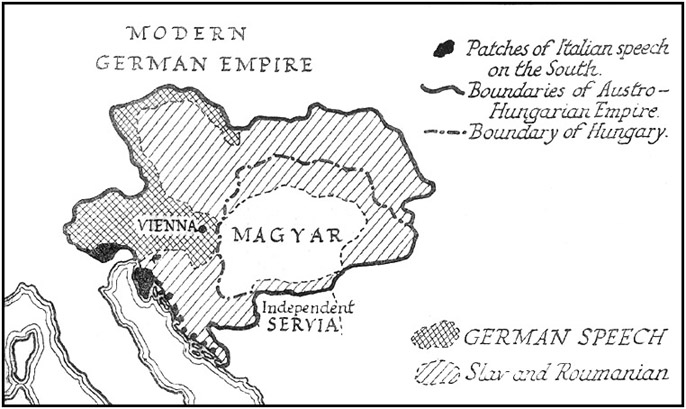 MODERN
GERMAN EMPIRE
Patches of Italian speech
on the South.
Boundaries of Austro-
Hungarian Empire.
Boundary of Hungary.
VIENNA
MAGYAR
Independent
SERVIA
GERMAN SPEECH
Slav and Roumanian